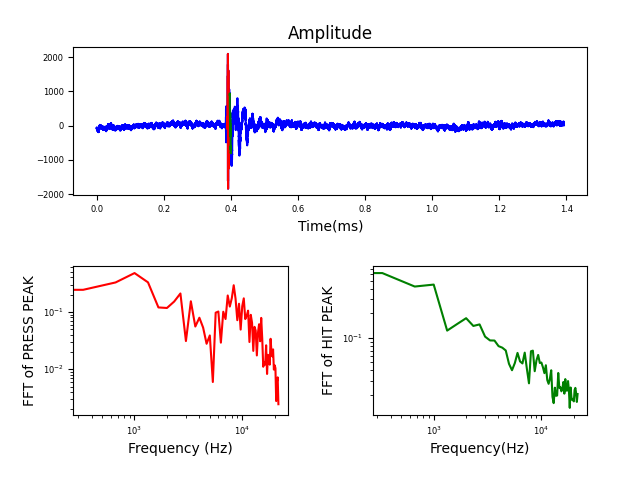 Amplitude
2000
1000
0
−1000
−2000
0.0 0.2 0.4 0.6 0.8 1.0 1.2 1.4
Time(ms)
FFT of PRESS PEAK
10⁻¹
10⁻²
10³ 10⁴
Frequency (Hz)
FFT of HIT PEAK
10⁻¹
10³ 10⁴
Frequency(Hz)